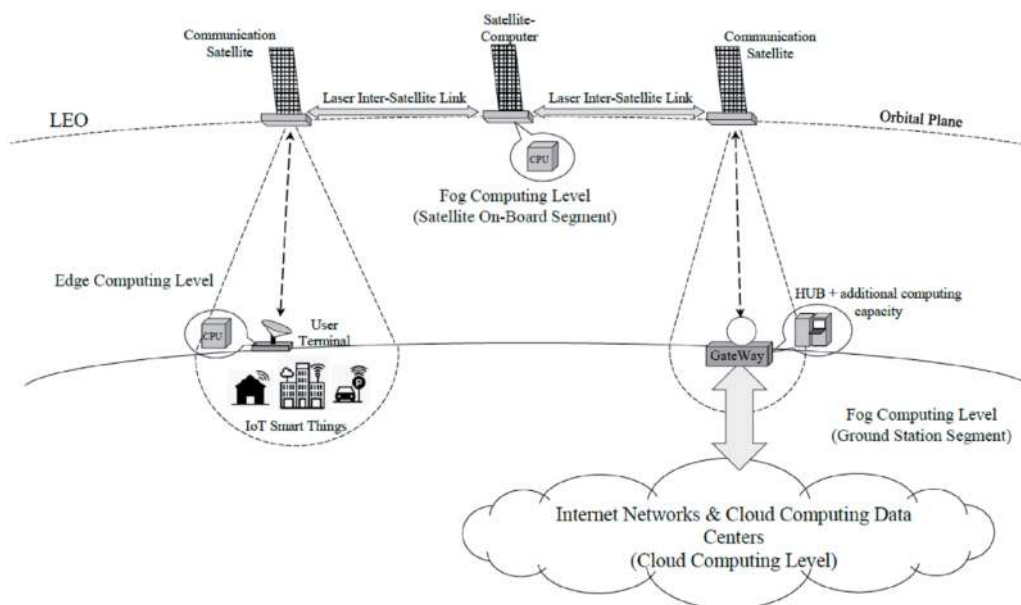 Communication
Satellite
Satellite-
Computer
Communication
Satellite
Laser Inter-Satellite Link
Laser Inter-Satellite Link
LEO
Orbital Plane
CPU
Fog Computing Level
(Satellite On-Board Segment)
Edge Computing Level
HUB + additional computing
capacity
CPU
User
Terminal
GateWay
P
IoT Smart Things
Fog Computing Level
(Ground Station Segment)
Internet Networks & Cloud Computing Data
Centers
(Cloud Computing Level)